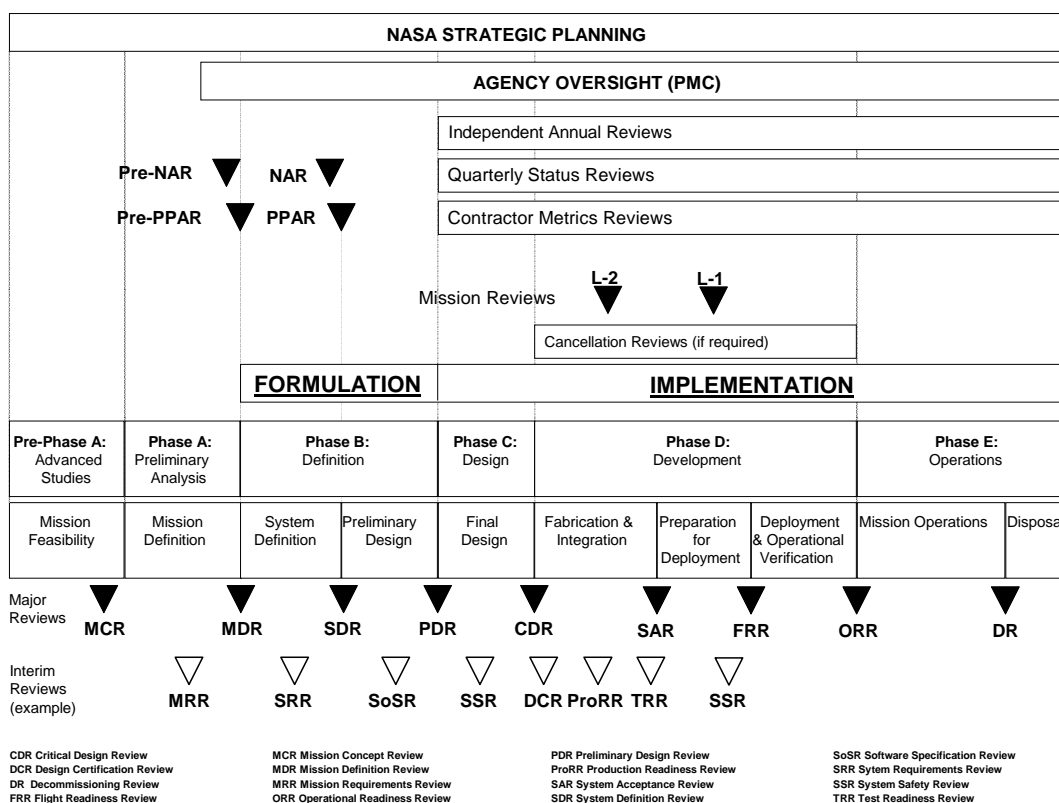 NASA STRATEGIC PLANNING
AGENCY OVERSIGHT (PMC)
Independent Annual Reviews
Pre-NAR NAR Quarterly Status Reviews
Pre-PPAR PPAR Contractor Metrics Reviews
L-2 L-1
Mission Reviews
Cancellation Reviews (if required)
FORMULATION IMPLEMENTATION
Pre-Phase A: Phase A: Phase B: Phase C: Phase D: Phase E:
Advanced Preliminary Definition Design Development Operations
Studies Analysis
Mission Mission System Preliminary Final Fabrication & Preparation Deployment Mission Operations Disposa
Feasibility Definition Definition Design Design Integration for & Operational
Deployment Verification
Major
Reviews
MCR MDR SDR PDR CDR SAR FRR ORR DR
Interim
Reviews
(example)
MRR SRR SoSR SSR DCR ProRR TRR SSR
CDR Critical Design Review MCR Mission Concept Review PDR Preliminary Design Review SoSR Software Specification Review
DCR Design Certification Review MDR Mission Definition Review ProRR Production Readiness Review SRR Sytem Requirements Review
DR Decommissioning Review MRR Mission Requirements Review SAR System Acceptance Review SSR System Safety Review
FRR Flight Readiness Review ORR Operational Readiness Review SDR System Definition Review TRR Test Readiness Review